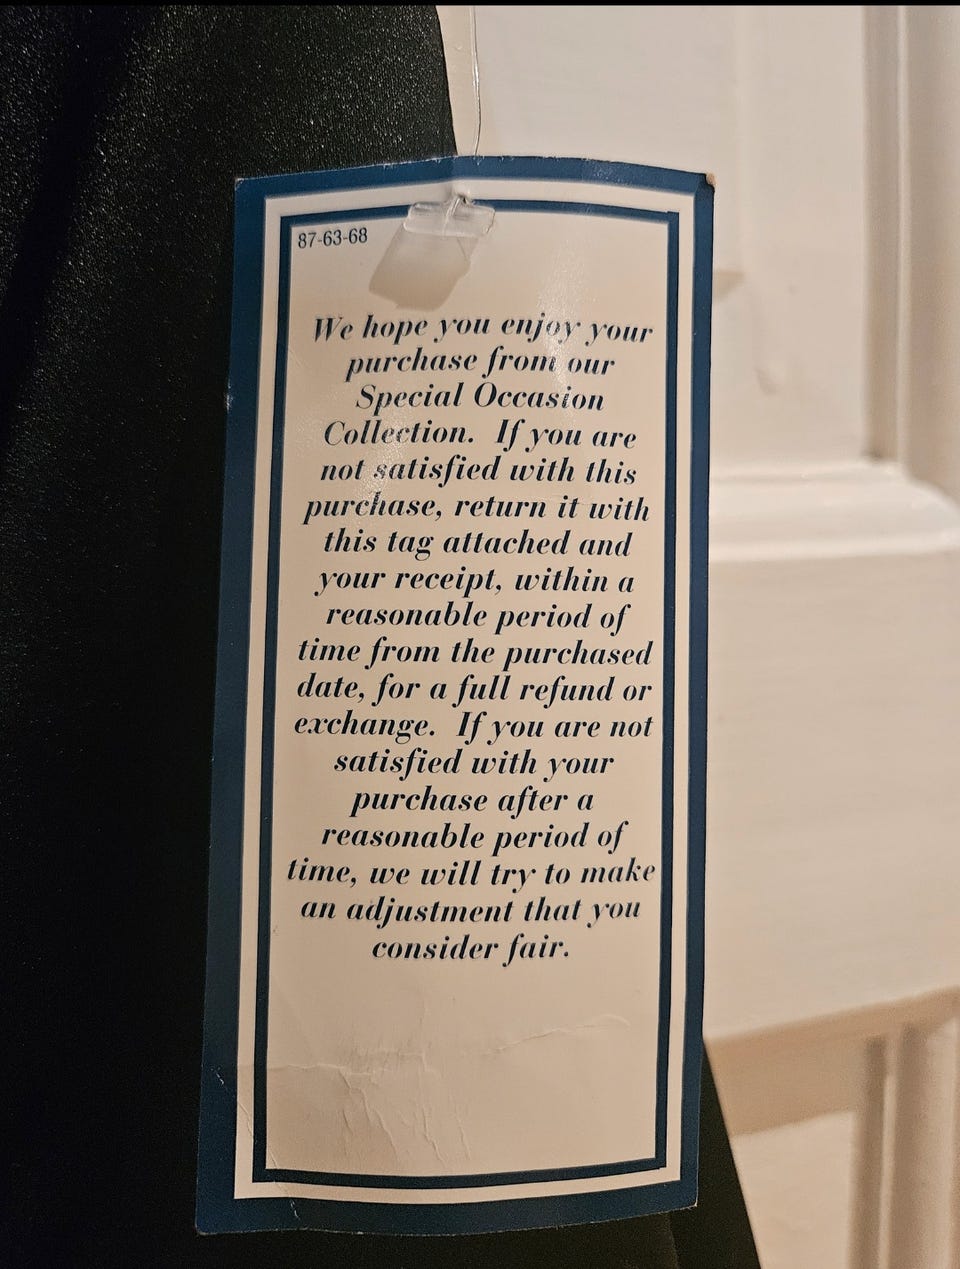 87-63-68
We hope you enjoy your
purchase from our
Special Occasion
Collection. If you are
not satisfied with this
purchase, return it with
this tag attached and
your receipt, within a
reasonable period of
time from the purchased
date, for a full refund or
exchange. If you are not
satisfied with your
purchase after a
reasonable period of
time, we will try to make
an adjustment that you
consider fair.